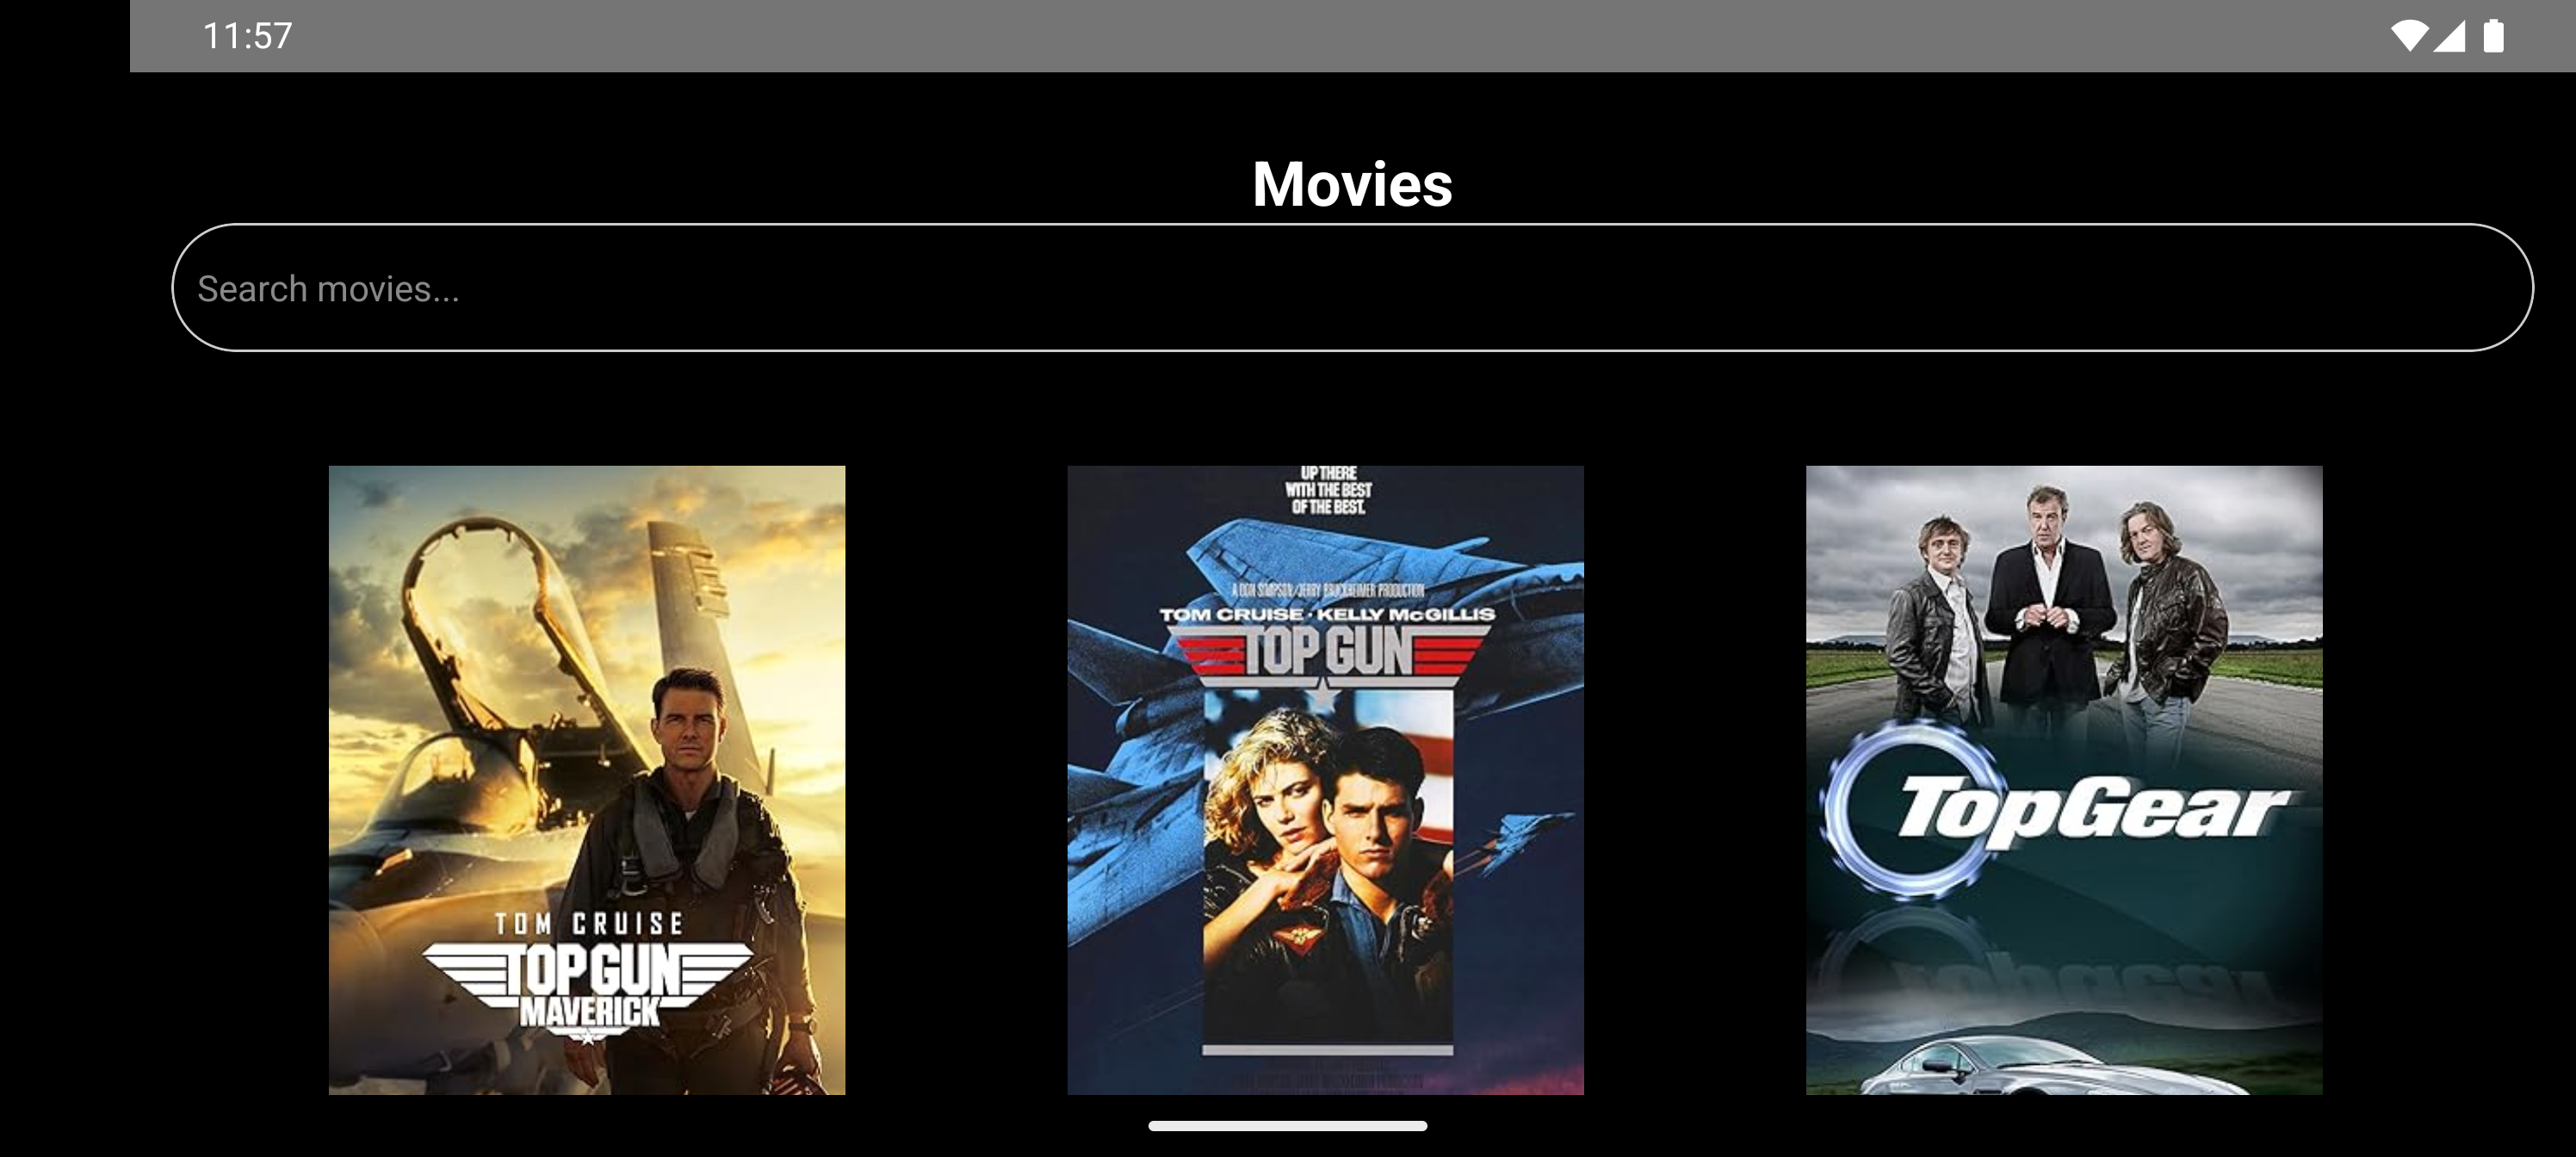 11:57
Movies
Search movies...
TOM CRUISE
TOP GUN
MAVERICK
UP THERE
WITH THE BEST
OF THE BEST.
A DON SIMPSON/JERRY BRUCKHEIMER PRODUCTION
TOM CRUISE · KELLY McGILLIS
TOP GUN
TopGear